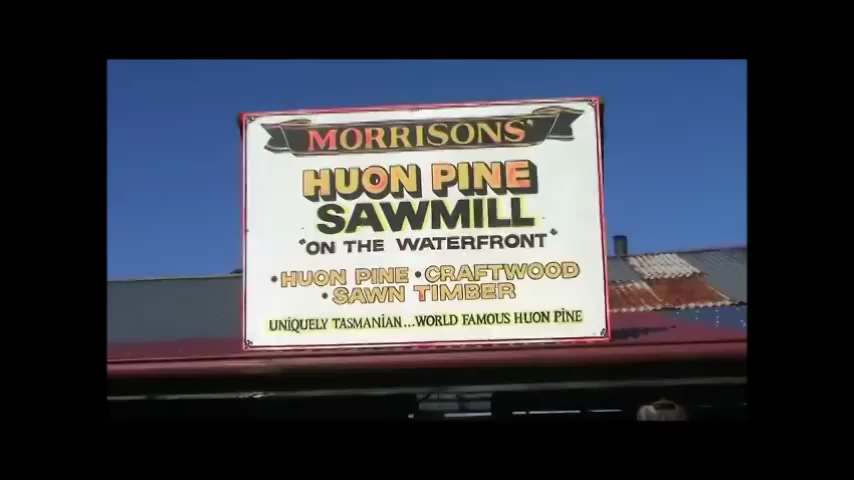 MORRISONS'
HUON PINE
SAWMILL
"ON THE WATERFRONT"
•HUON PINE •CRAFTWOOD
•SAWN TIMBER
UNIQUELY TASMANIAN...WORLD FAMOUS HUON PINE